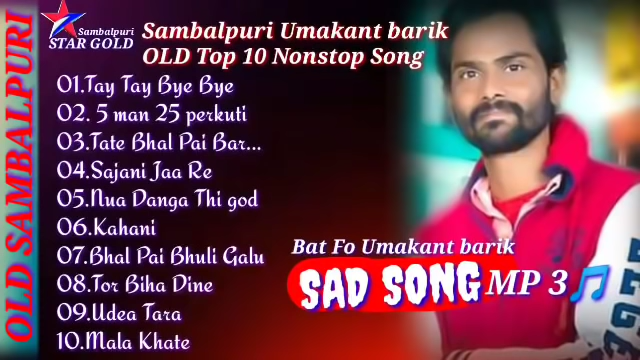 Sambalpuri
STAR GOLD
Sambalpuri Umakant barik
OLD Top 10 Nonstop Song
OLD SAMBALPURI
01.Tay Tay Bye Bye
02. 5 man 25 perkuti
03.Tate Bhal Pai Bar...
04.Sajani Jaa Re
05.Nua Danga Thi god
06.Kahani
07.Bhal Pai Bhuli Galu
08.Tor Biha Dine
09.Udea Tara
10.Mala Khate
Bat Fo Umakant barik
SAD SONG MP 3